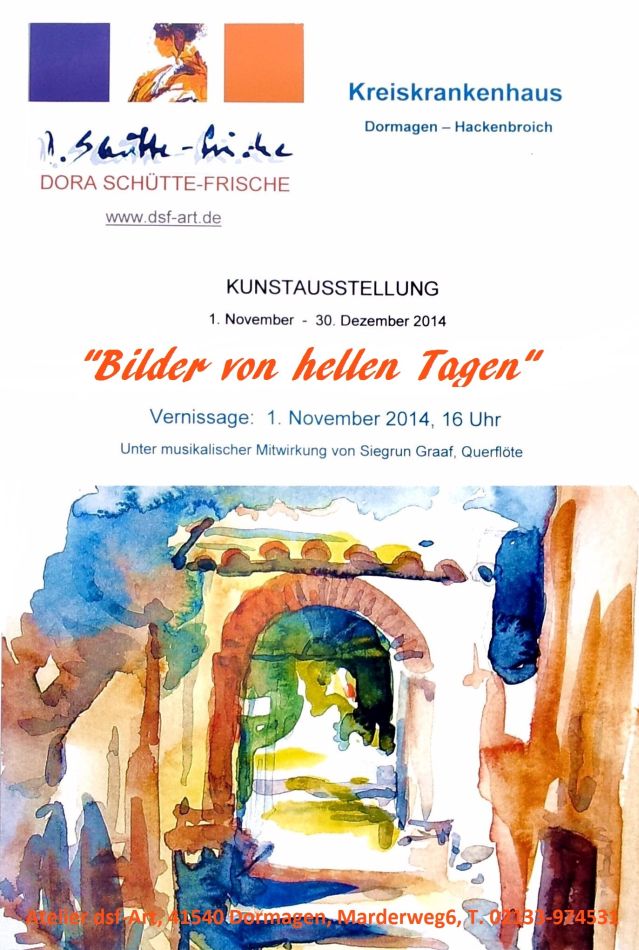 Kreiskrankenhaus
Dormagen – Hackenbroich
D. Schütte-Frische
DORA SCHÜTTE-FRISCHE
www.dsf-art.de
KUNSTAUSSTELLUNG
1. November - 30. Dezember 2014
"Bilder von hellen Tagen"
Vernissage: 1. November 2014, 16 Uhr
Unter musikalischer Mitwirkung von Siegrun Graaf, Querflöte
Atelier dsf-Art, 41540 Dormagen, Marderweg6, T. 02133-974531